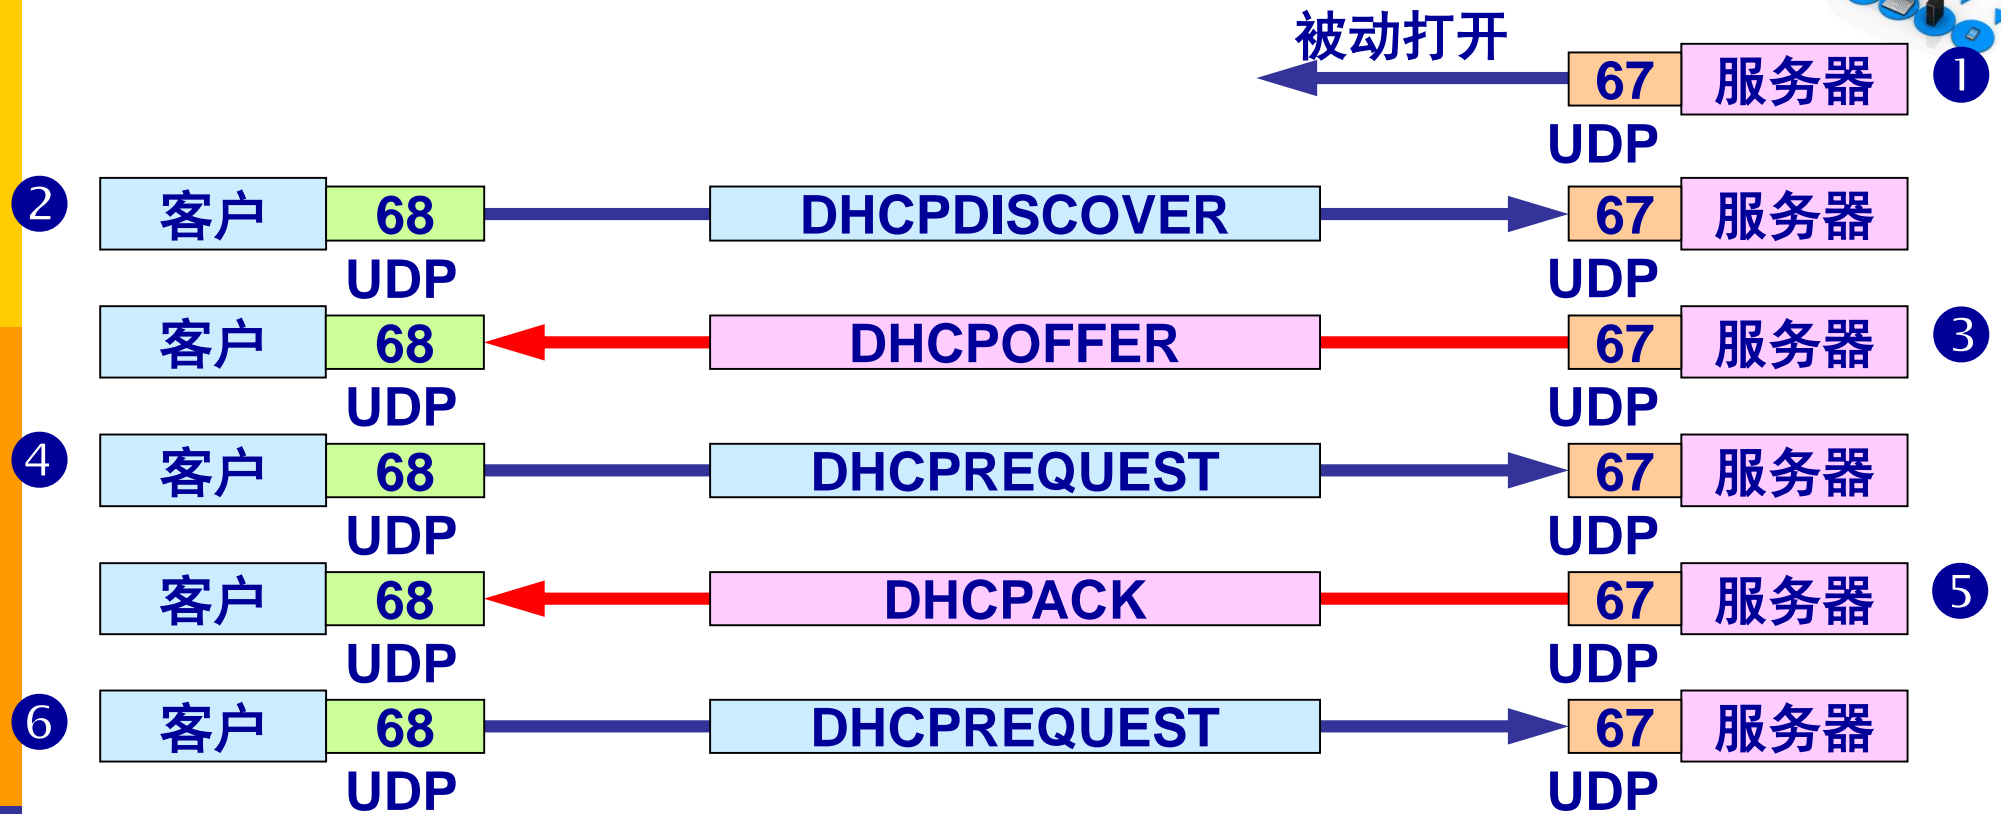 被动打开
67 服务器 ❶
UDP
❷ 客户 68 DHCPDISCOVER 67 服务器
UDP UDP
客户 68 DHCPOFFER 67 服务器 ❸
UDP UDP
❹ 客户 68 DHCPREQUEST 67 服务器
UDP UDP
客户 68 DHCPACK 67 服务器 ❺
UDP UDP
❻ 客户 68 DHCPREQUEST 67 服务器
UDP UDP